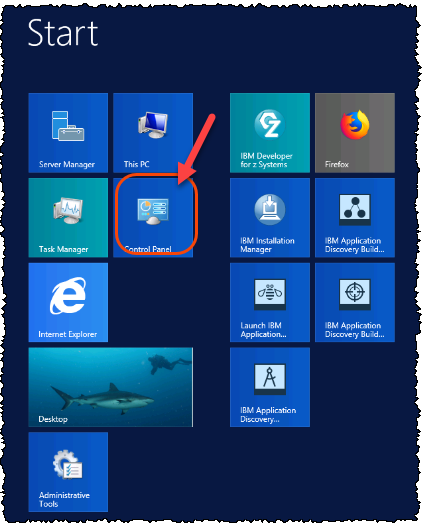 Start
Server Manager
This PC
IBM Developer
for z Systems
Firefox
Task Manager
Control Panel
IBM Installation
Manager
IBM Application
Discovery Build...
Internet Explorer
Launch IBM
Application...
IBM Application
Discovery Build...
Desktop
IBM Application
Discovery...
Administrative
Tools